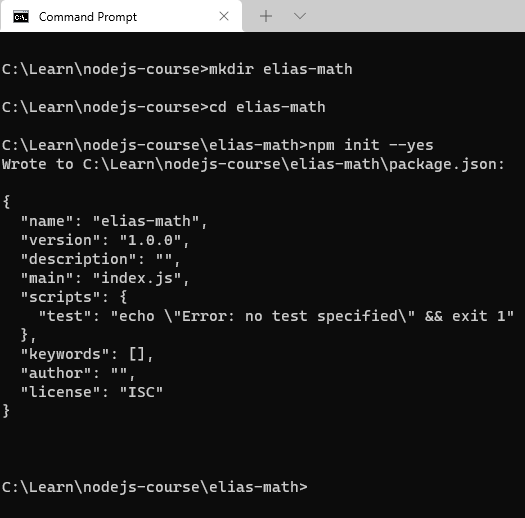 Command Prompt
C:\Learn\nodejs-course>mkdir elias-math
C:\Learn\nodejs-course>cd elias-math
C:\Learn\nodejs-course\elias-math>npm init --yes
Wrote to C:\Learn\nodejs-course\elias-math\package.json:
{
  "name": "elias-math",
  "version": "1.0.0",
  "description": "",
  "main": "index.js",
  "scripts": {
    "test": "echo \"Error: no test specified\" && exit 1"
  },
  "keywords": [],
  "author": "",
  "license": "ISC"
}
C:\Learn\nodejs-course\elias-math>